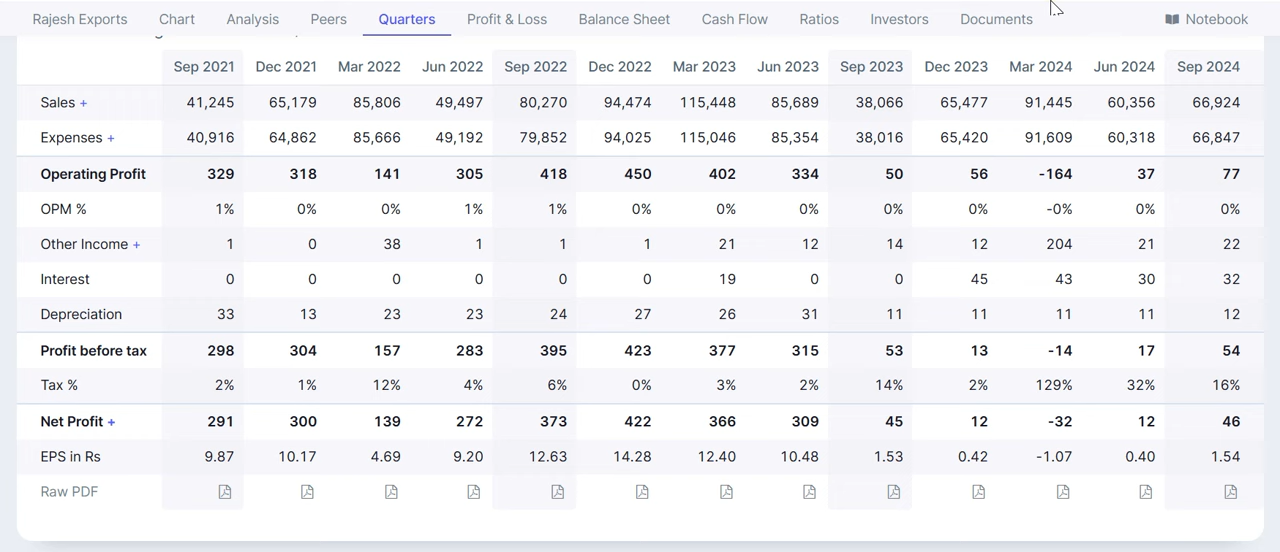 Rajesh Exports Chart Analysis Peers Quarters Profit & Loss Balance Sheet Cash Flow Ratios Investors Documents Notebook
Sep 2021 Dec 2021 Mar 2022 Jun 2022 Sep 2022 Dec 2022 Mar 2023 Jun 2023 Sep 2023 Dec 2023 Mar 2024 Jun 2024 Sep 2024
Sales + 41,245 65,179 85,806 49,497 80,270 94,474 115,448 85,689 38,066 65,477 91,445 60,356 66,924
Expenses + 40,916 64,862 85,666 49,192 79,852 94,025 115,046 85,354 38,016 65,420 91,609 60,318 66,847
Operating Profit 329 318 141 305 418 450 402 334 50 56 -164 37 77
OPM % 1% 0% 0% 1% 1% 0% 0% 0% 0% 0% -0% 0% 0%
Other Income + 1 0 38 1 1 1 21 12 14 12 204 21 22
Interest 0 0 0 0 0 0 19 0 0 45 43 30 32
Depreciation 33 13 23 23 24 27 26 31 11 11 11 11 12
Profit before tax 298 304 157 283 395 423 377 315 53 13 -14 17 54
Tax % 2% 1% 12% 4% 6% 0% 3% 2% 14% 2% 129% 32% 16%
Net Profit + 291 300 139 272 373 422 366 309 45 12 -32 12 46
EPS in Rs 9.87 10.17 4.69 9.20 12.63 14.28 12.40 10.48 1.53 0.42 -1.07 0.40 1.54
Raw PDF